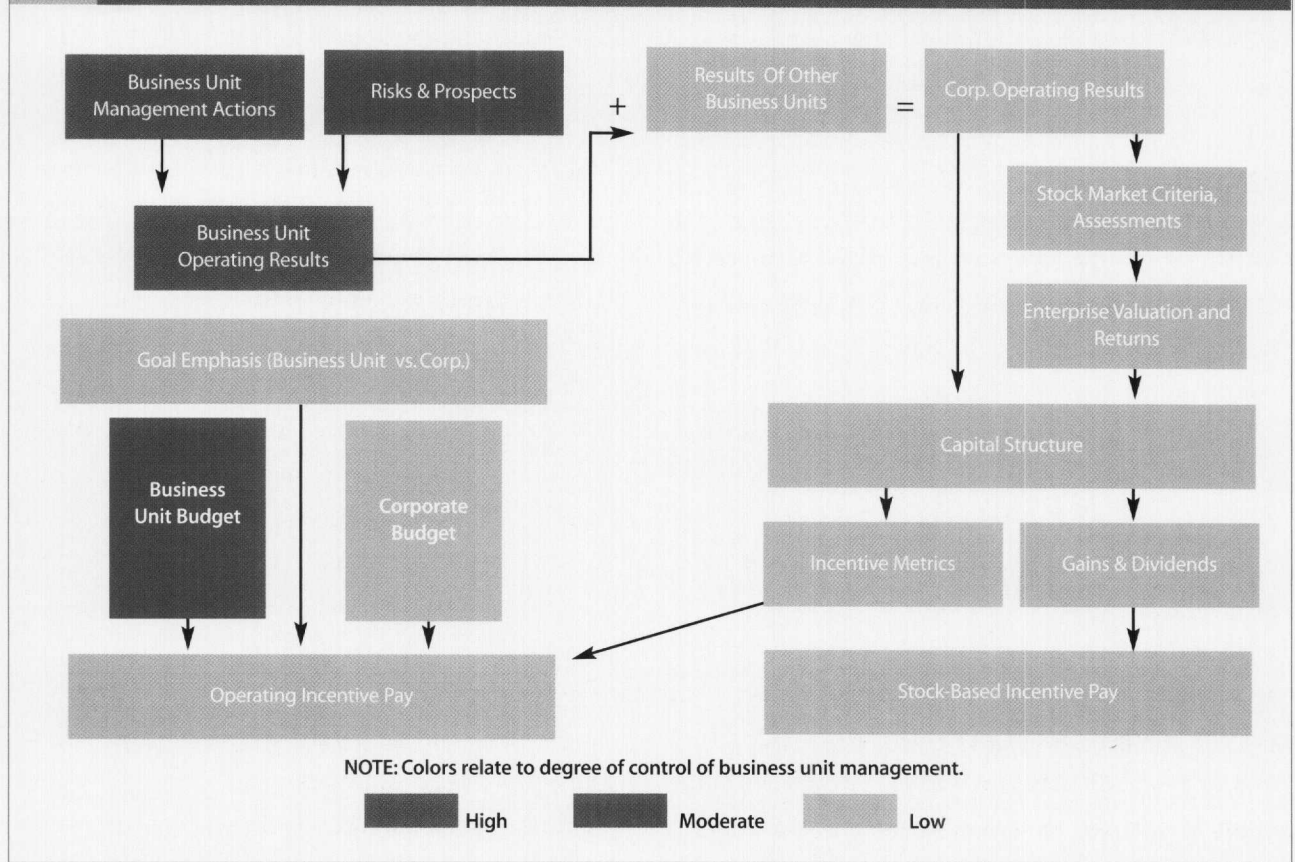 Business Unit
Management Actions
Risks & Prospects
+
Results Of Other
Business Units
=
Corp. Operating Results
Business Unit
Operating Results
Stock Market Criteria,
Assessments
Enterprise Valuation and
Returns
Goal Emphasis (Business Unit vs. Corp.)
Capital Structure
Business
Unit Budget
Corporate
Budget
Incentive Metrics
Gains & Dividends
Operating Incentive Pay
Stock-Based Incentive Pay
NOTE: Colors relate to degree of control of business unit management.
High
Moderate
Low